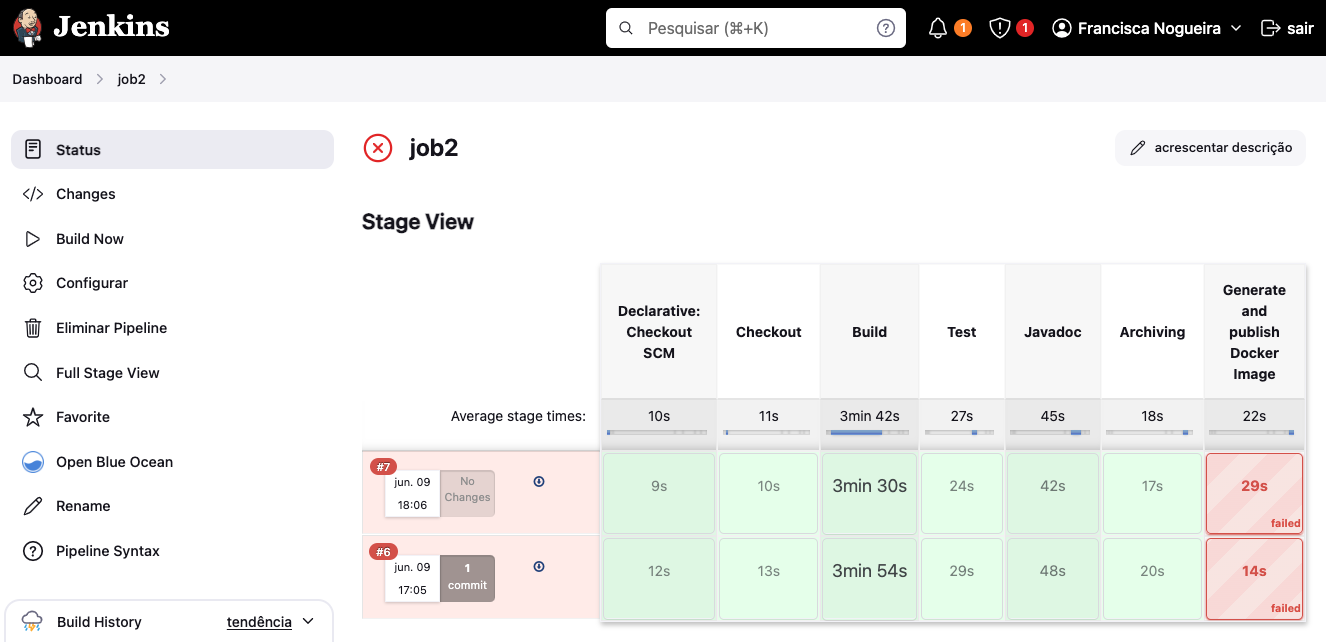 Jenkins
Pesquisar (⌘+K)
1
1
Francisca Nogueira
sair
Dashboard
job2
Status
Changes
Build Now
Configurar
Eliminar Pipeline
Full Stage View
Favorite
Open Blue Ocean
Rename
Pipeline Syntax
Build History
tendência
job2
acrescentar descrição
Stage View
Declarative:
Checkout
SCM
Checkout
Build
Test
Javadoc
Archiving
Generate
and
publish
Docker
Image
Average stage times:
10s
11s
3min 42s
27s
45s
18s
22s
#7
jun. 09
18:06
No
Changes
9s
10s
3min 30s
24s
42s
17s
29s
failed
#6
jun. 09
17:05
1
commit
12s
13s
3min 54s
29s
48s
20s
14s
failed